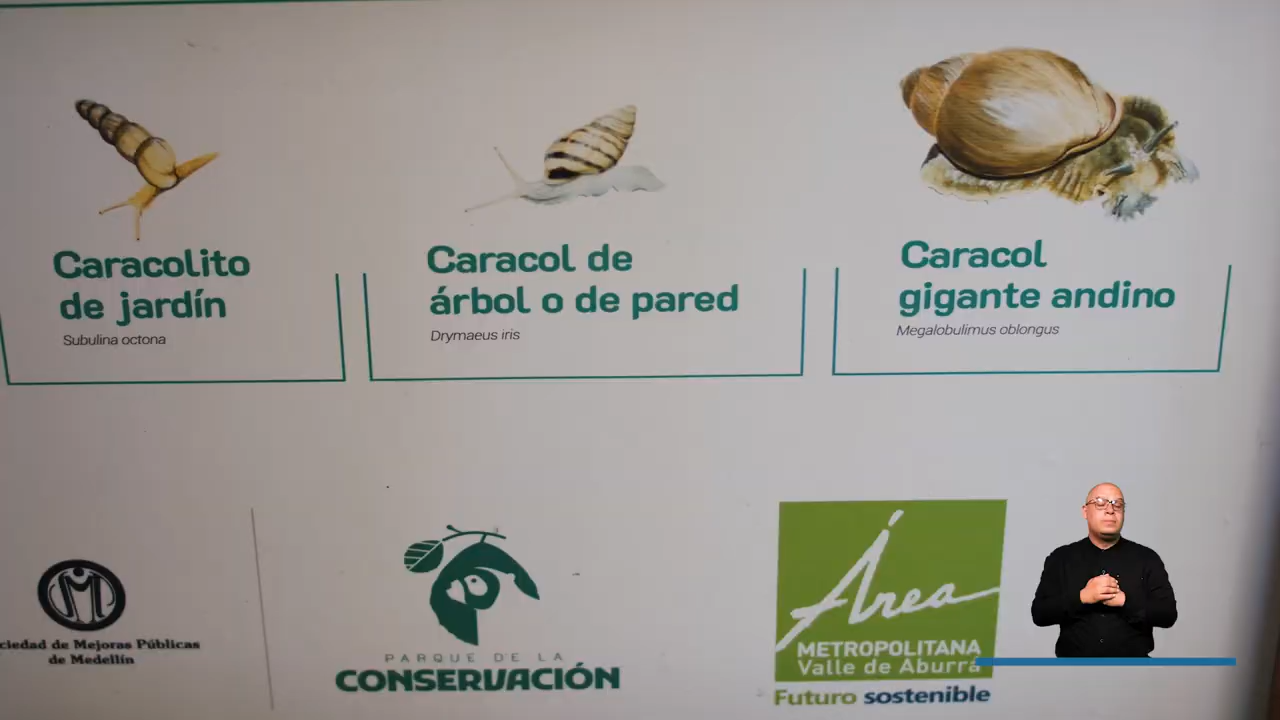 Caracolito
de jardín
Subulina octona
Caracol de
árbol o de pared
Drymaeus iris
Caracol
gigante andino
Megalobulimus oblongus
ciedad de Mejoras Públicas
de Medellín
PARQUE DE LA
CONSERVACIÓN
Área
METROPOLITANA
Valle de Aburrá
Futuro sostenible